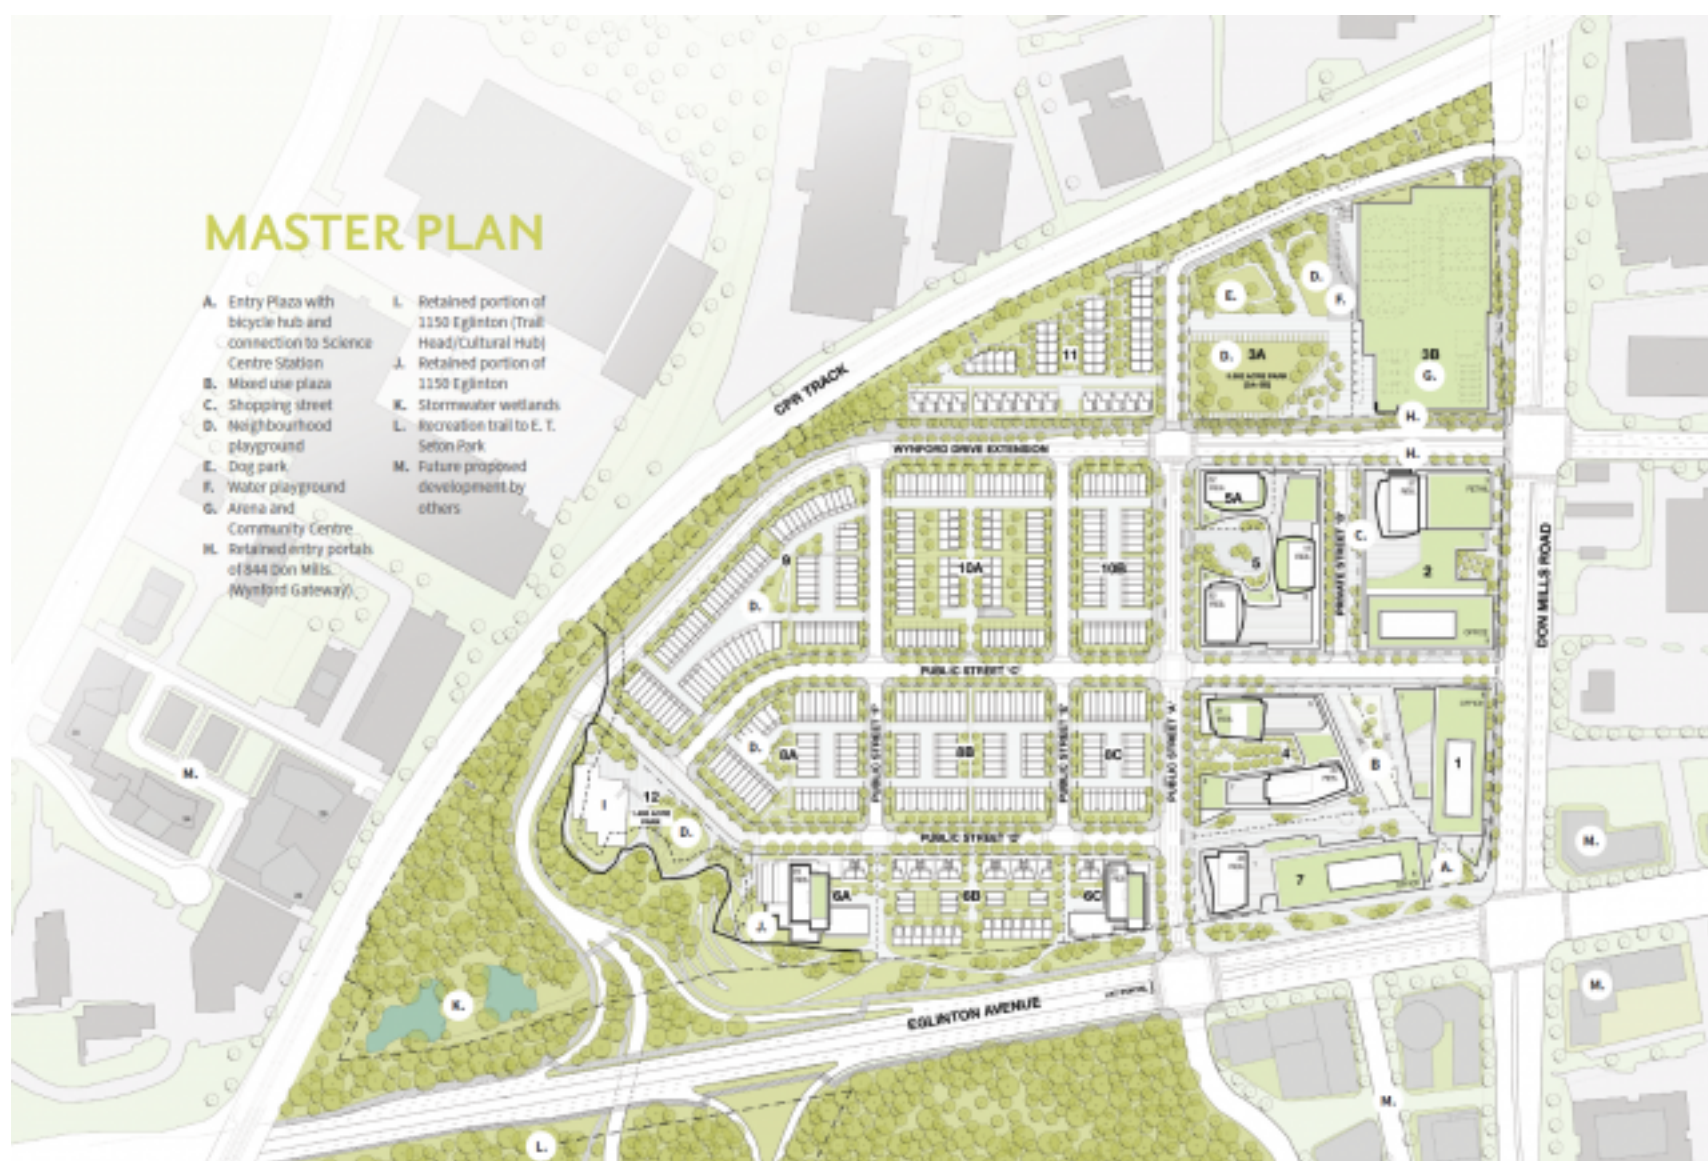 MASTER PLAN
A. Entry Plaza with
bicycle hub and
connection to Science
Centre Station
B. Mixed use plaza
C. Shopping street
D. Neighbourhood
playground
E. Dog park
F. Water playground
G. Arena and
Community Centre
H. Retained entry portals
of 844 Don Mills
(Wynford Gateway)
I. Retained portion of
1150 Eglinton (Trail
Head/Cultural Hub)
J. Retained portion of
1150 Eglinton
K. Stormwater wetlands
L. Recreation trail to E. T.
Seton Park
M. Future proposed
development by
others
CPR TRACK
11
E.
D.
F.
D.
3A
3B
G.
H.
WYNFORD DRIVE EXTENSION
H.
5A
C.
9
10A
10B
5
2
D.
PRIVATE STREET 'B'
DON MILLS ROAD
PUBLIC STREET 'C'
D.
8A
8B
8C
PUBLIC STREET 'A'
4
B
1
M.
I
12
D.
PUBLIC STREET 'D'
M.
6A
6B
6C
7
A.
J.
K.
EGLINTON AVENUE
M.
M.
L.